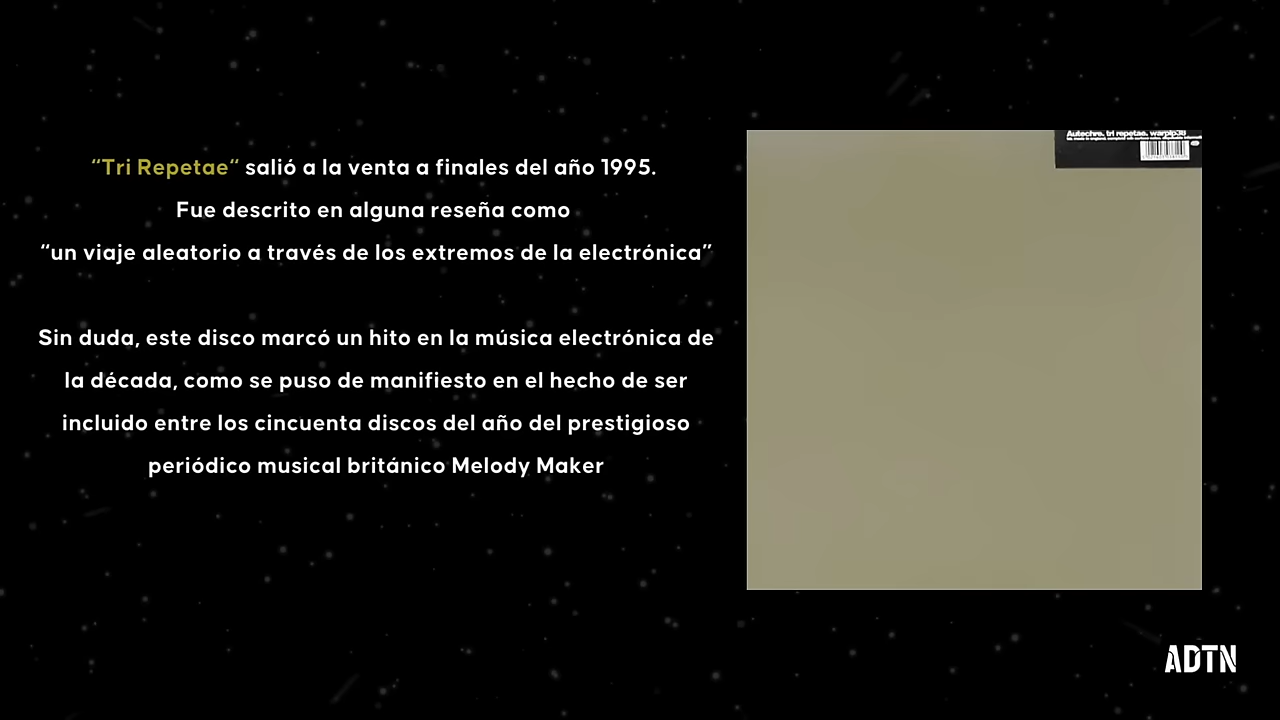 “Tri Repetae“ salió a la venta a finales del año 1995.
Fue descrito en alguna reseña como
“un viaje aleatorio a través de los extremos de la electrónica”
Sin duda, este disco marcó un hito en la música electrónica de
la década, como se puso de manifiesto en el hecho de ser
incluido entre los cincuenta discos del año del prestigioso
periódico musical británico Melody Maker
Autechre. tri repetae. warplp38
ADTN